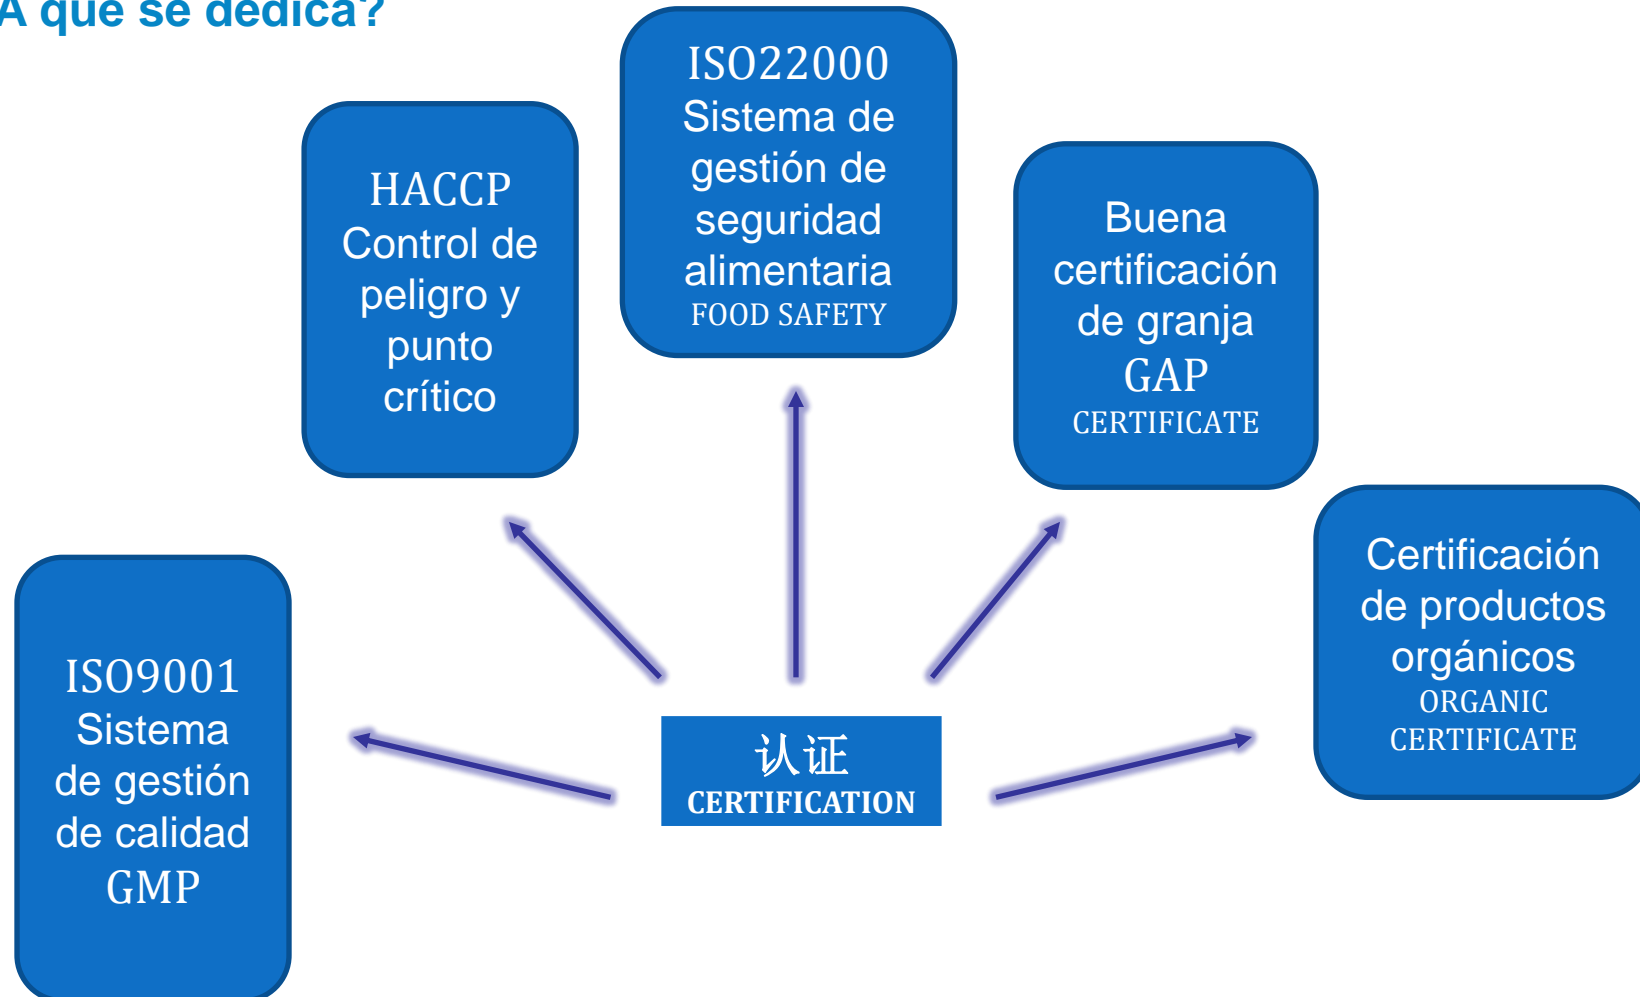 A que se dedica?
ISO22000
Sistema de
gestión de
seguridad
alimentaria
FOOD SAFETY
HACCP
Control de
peligro y
punto
crítico
Buena
certificación
de granja
GAP
CERTIFICATE
Certificación
de productos
orgánicos
ORGANIC
CERTIFICATE
ISO9001
Sistema
de gestión
de calidad
GMP
认证
CERTIFICATION